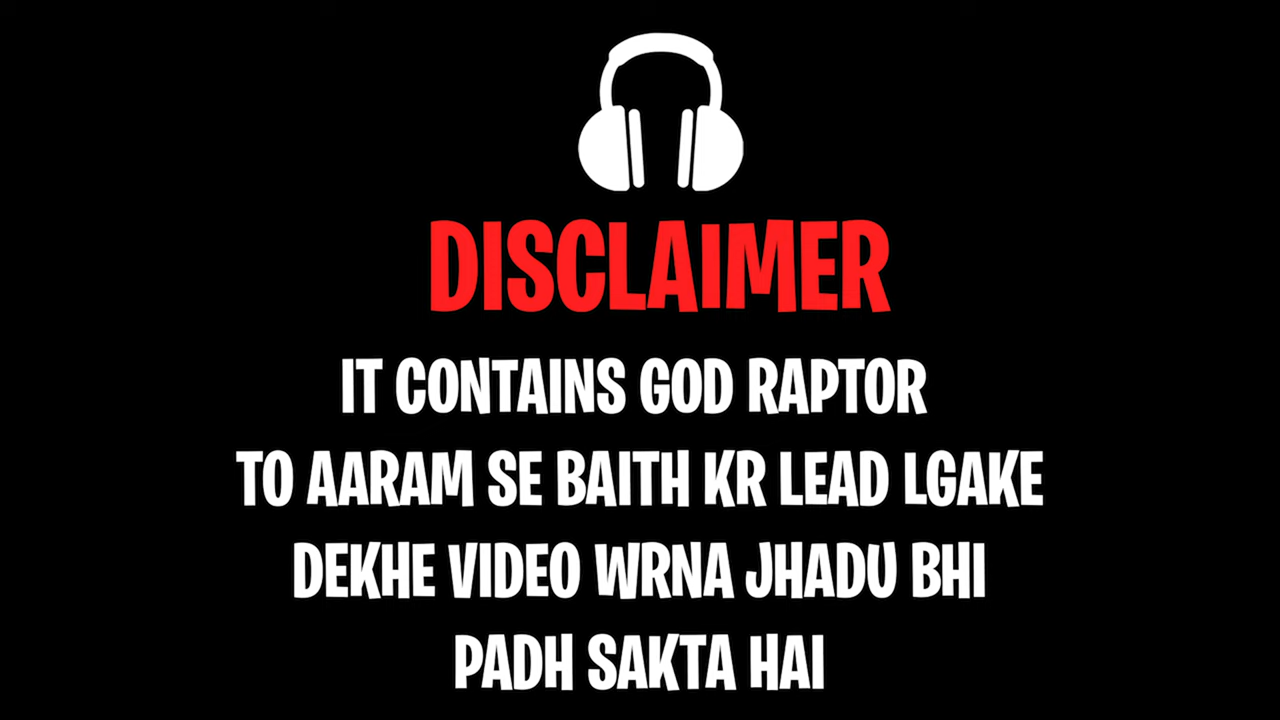 DISCLAIMER
IT CONTAINS GOD RAPTOR
TO AARAM SE BAITH KR LEAD LGAKE
DEKHE VIDEO WRNA JHADU BHI
PADH SAKTA HAI